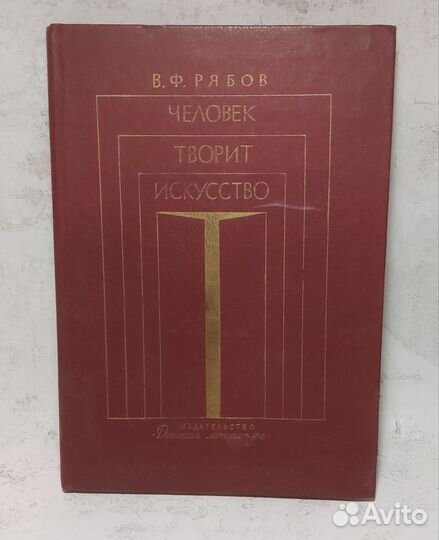 В.Ф. РЯБОВ
ЧЕЛОВЕК
ТВОРИТ
ИСКУССТВО
ИЗДАТЕЛЬСТВО
Детская литература
Avito